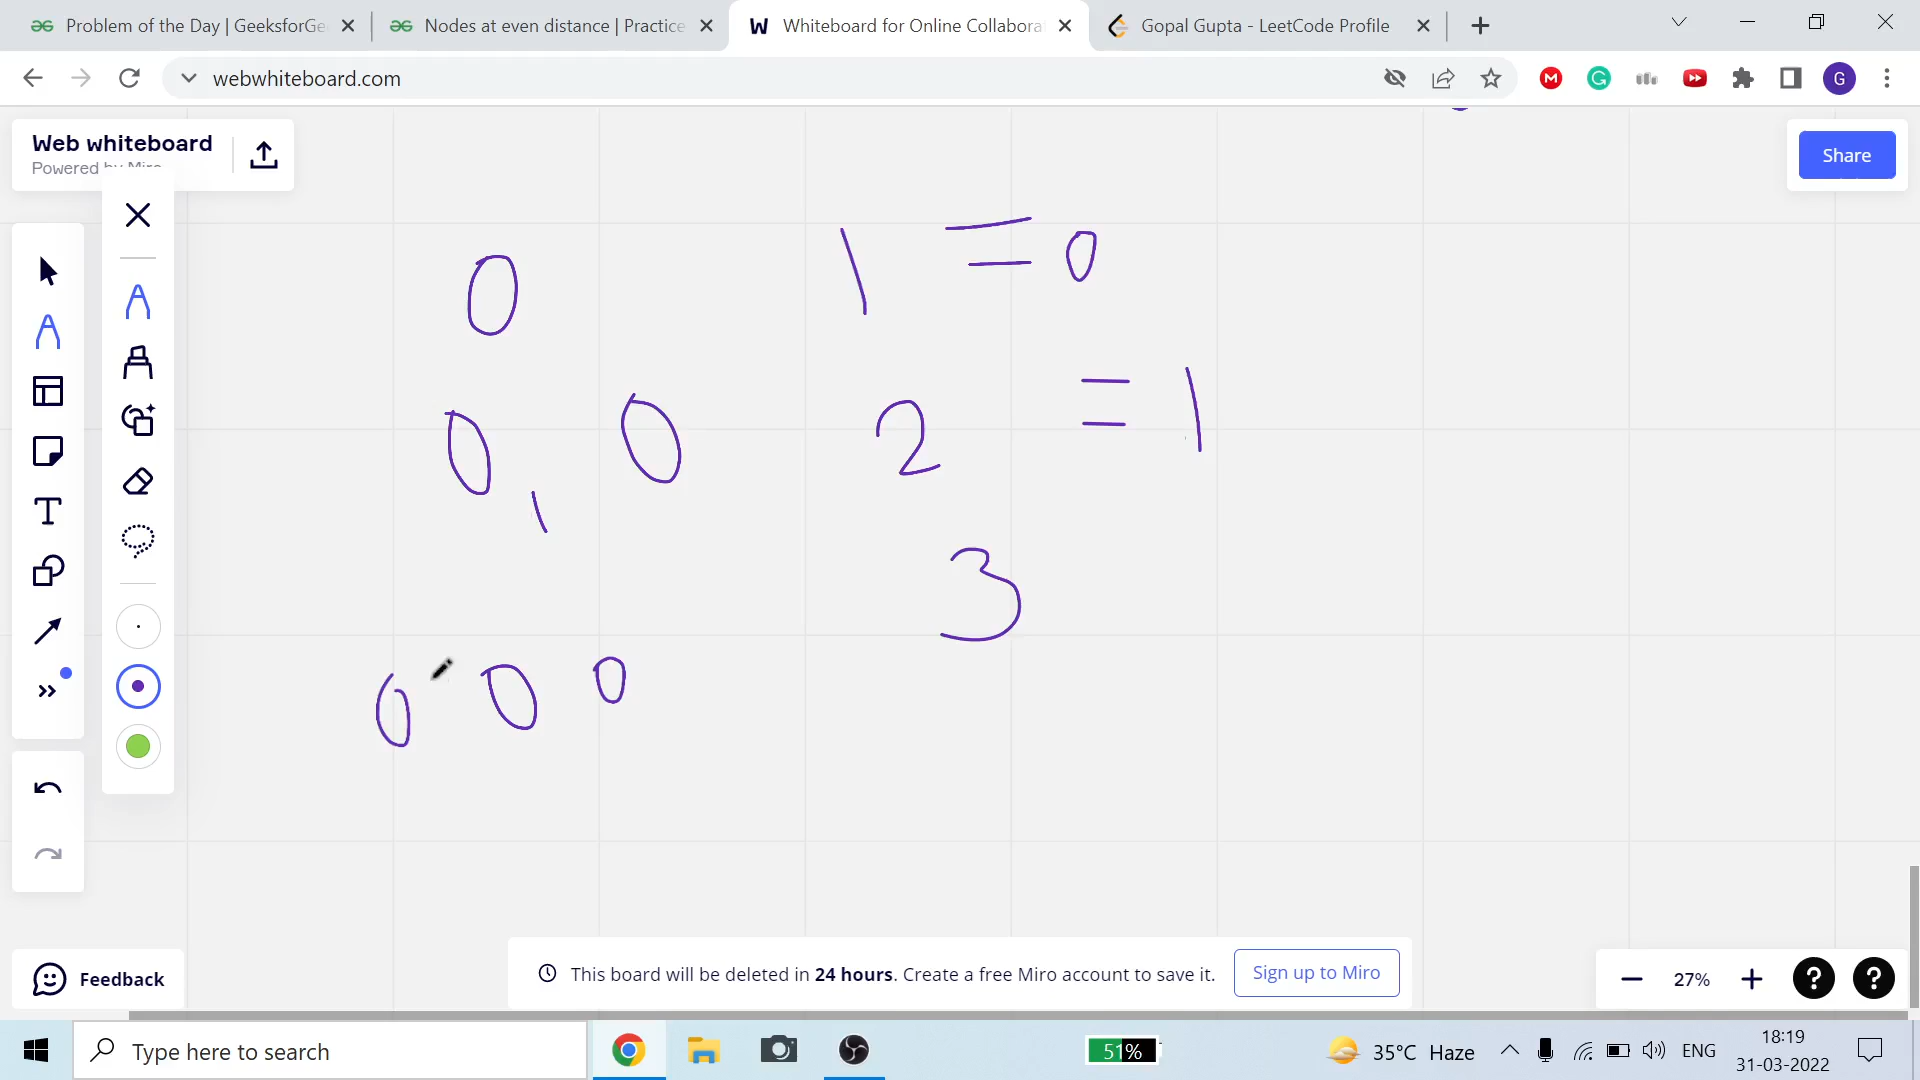 Problem of the Day | GeeksforGe
Nodes at even distance | Practice
W Whiteboard for Online Collabora
Gopal Gupta - LeetCode Profile
webwhiteboard.com
M
G
G
Web whiteboard
Powered by Miro
Share
0 1 = 0
0, 0 2 = 1
3
0 0 0
T
Feedback
This board will be deleted in 24 hours. Create a free Miro account to save it.
Sign up to Miro
27%
? ?
Type here to search
51%
35°C Haze
ENG
18:19
31-03-2022